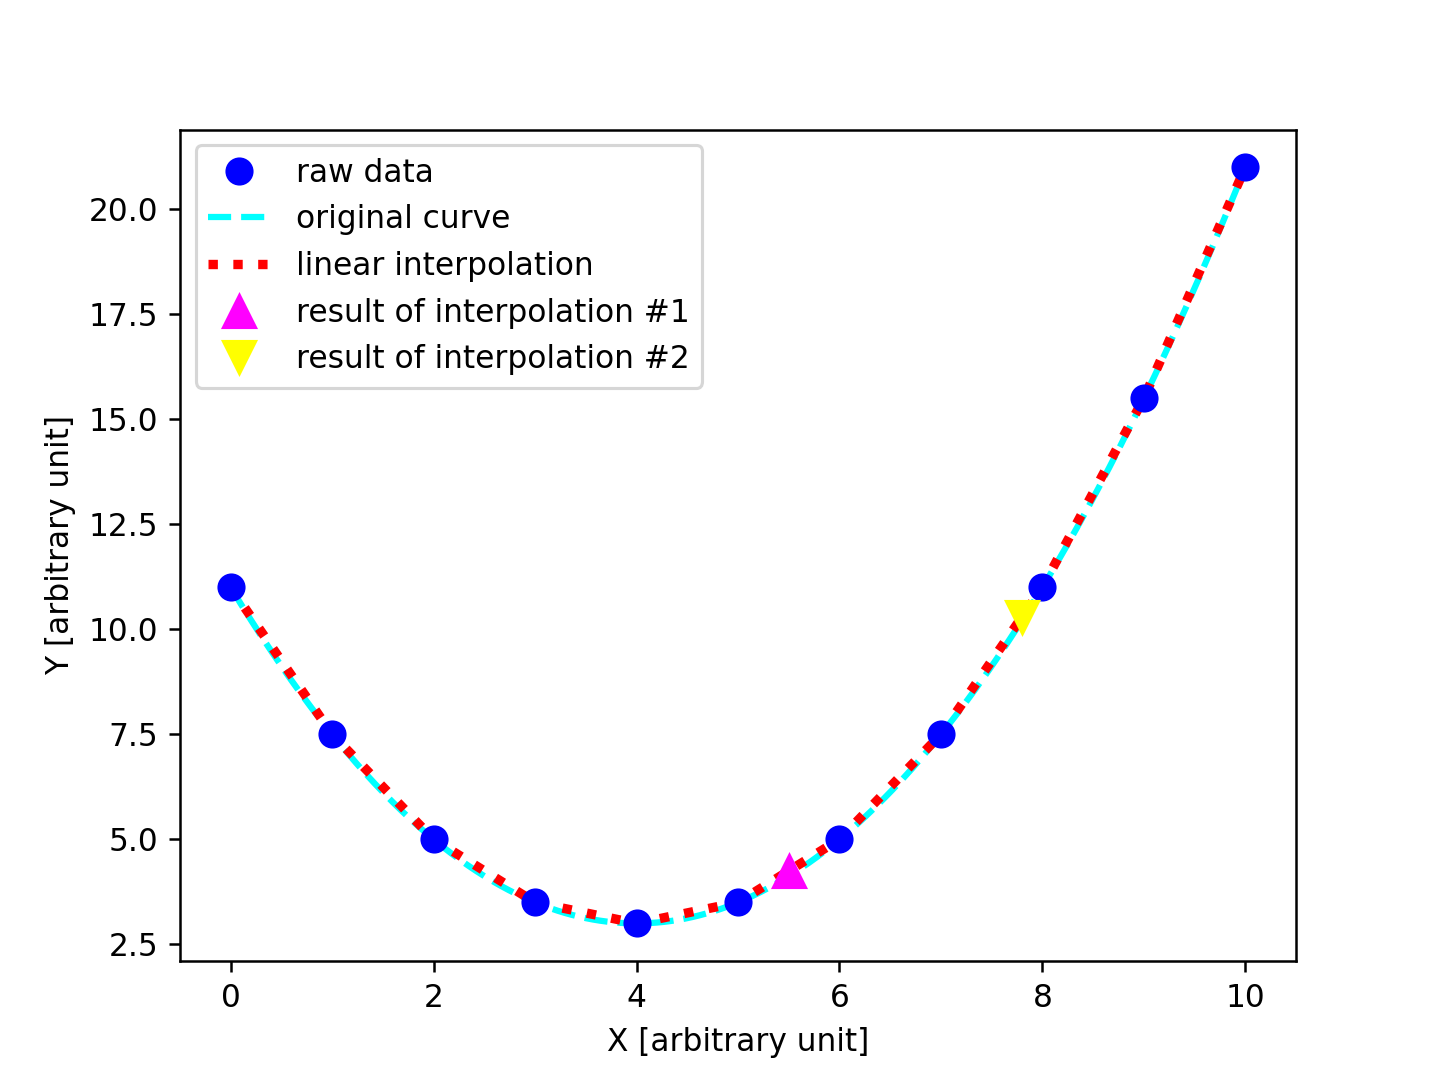 raw data
original curve
linear interpolation
result of interpolation #1
result of interpolation #2
20.0
17.5
15.0
12.5
10.0
7.5
5.0
2.5
Y [arbitrary unit]
0 2 4 6 8 10
X [arbitrary unit]